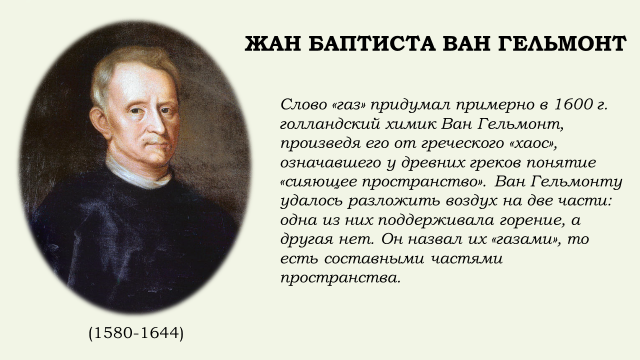 ЖАН БАПТИСТА ВАН ГЕЛЬМОНТ
Слово «газ» придумал примерно в 1600 г.
голландский химик Ван Гельмонт,
произведя его от греческого «хаос»,
означавшего у древних греков понятие
«сияющее пространство». Ван Гельмонту
удалось разложить воздух на две части:
одна из них поддерживала горение, а
другая нет. Он назвал их «газами», то
есть составными частями
пространства.
(1580-1644)